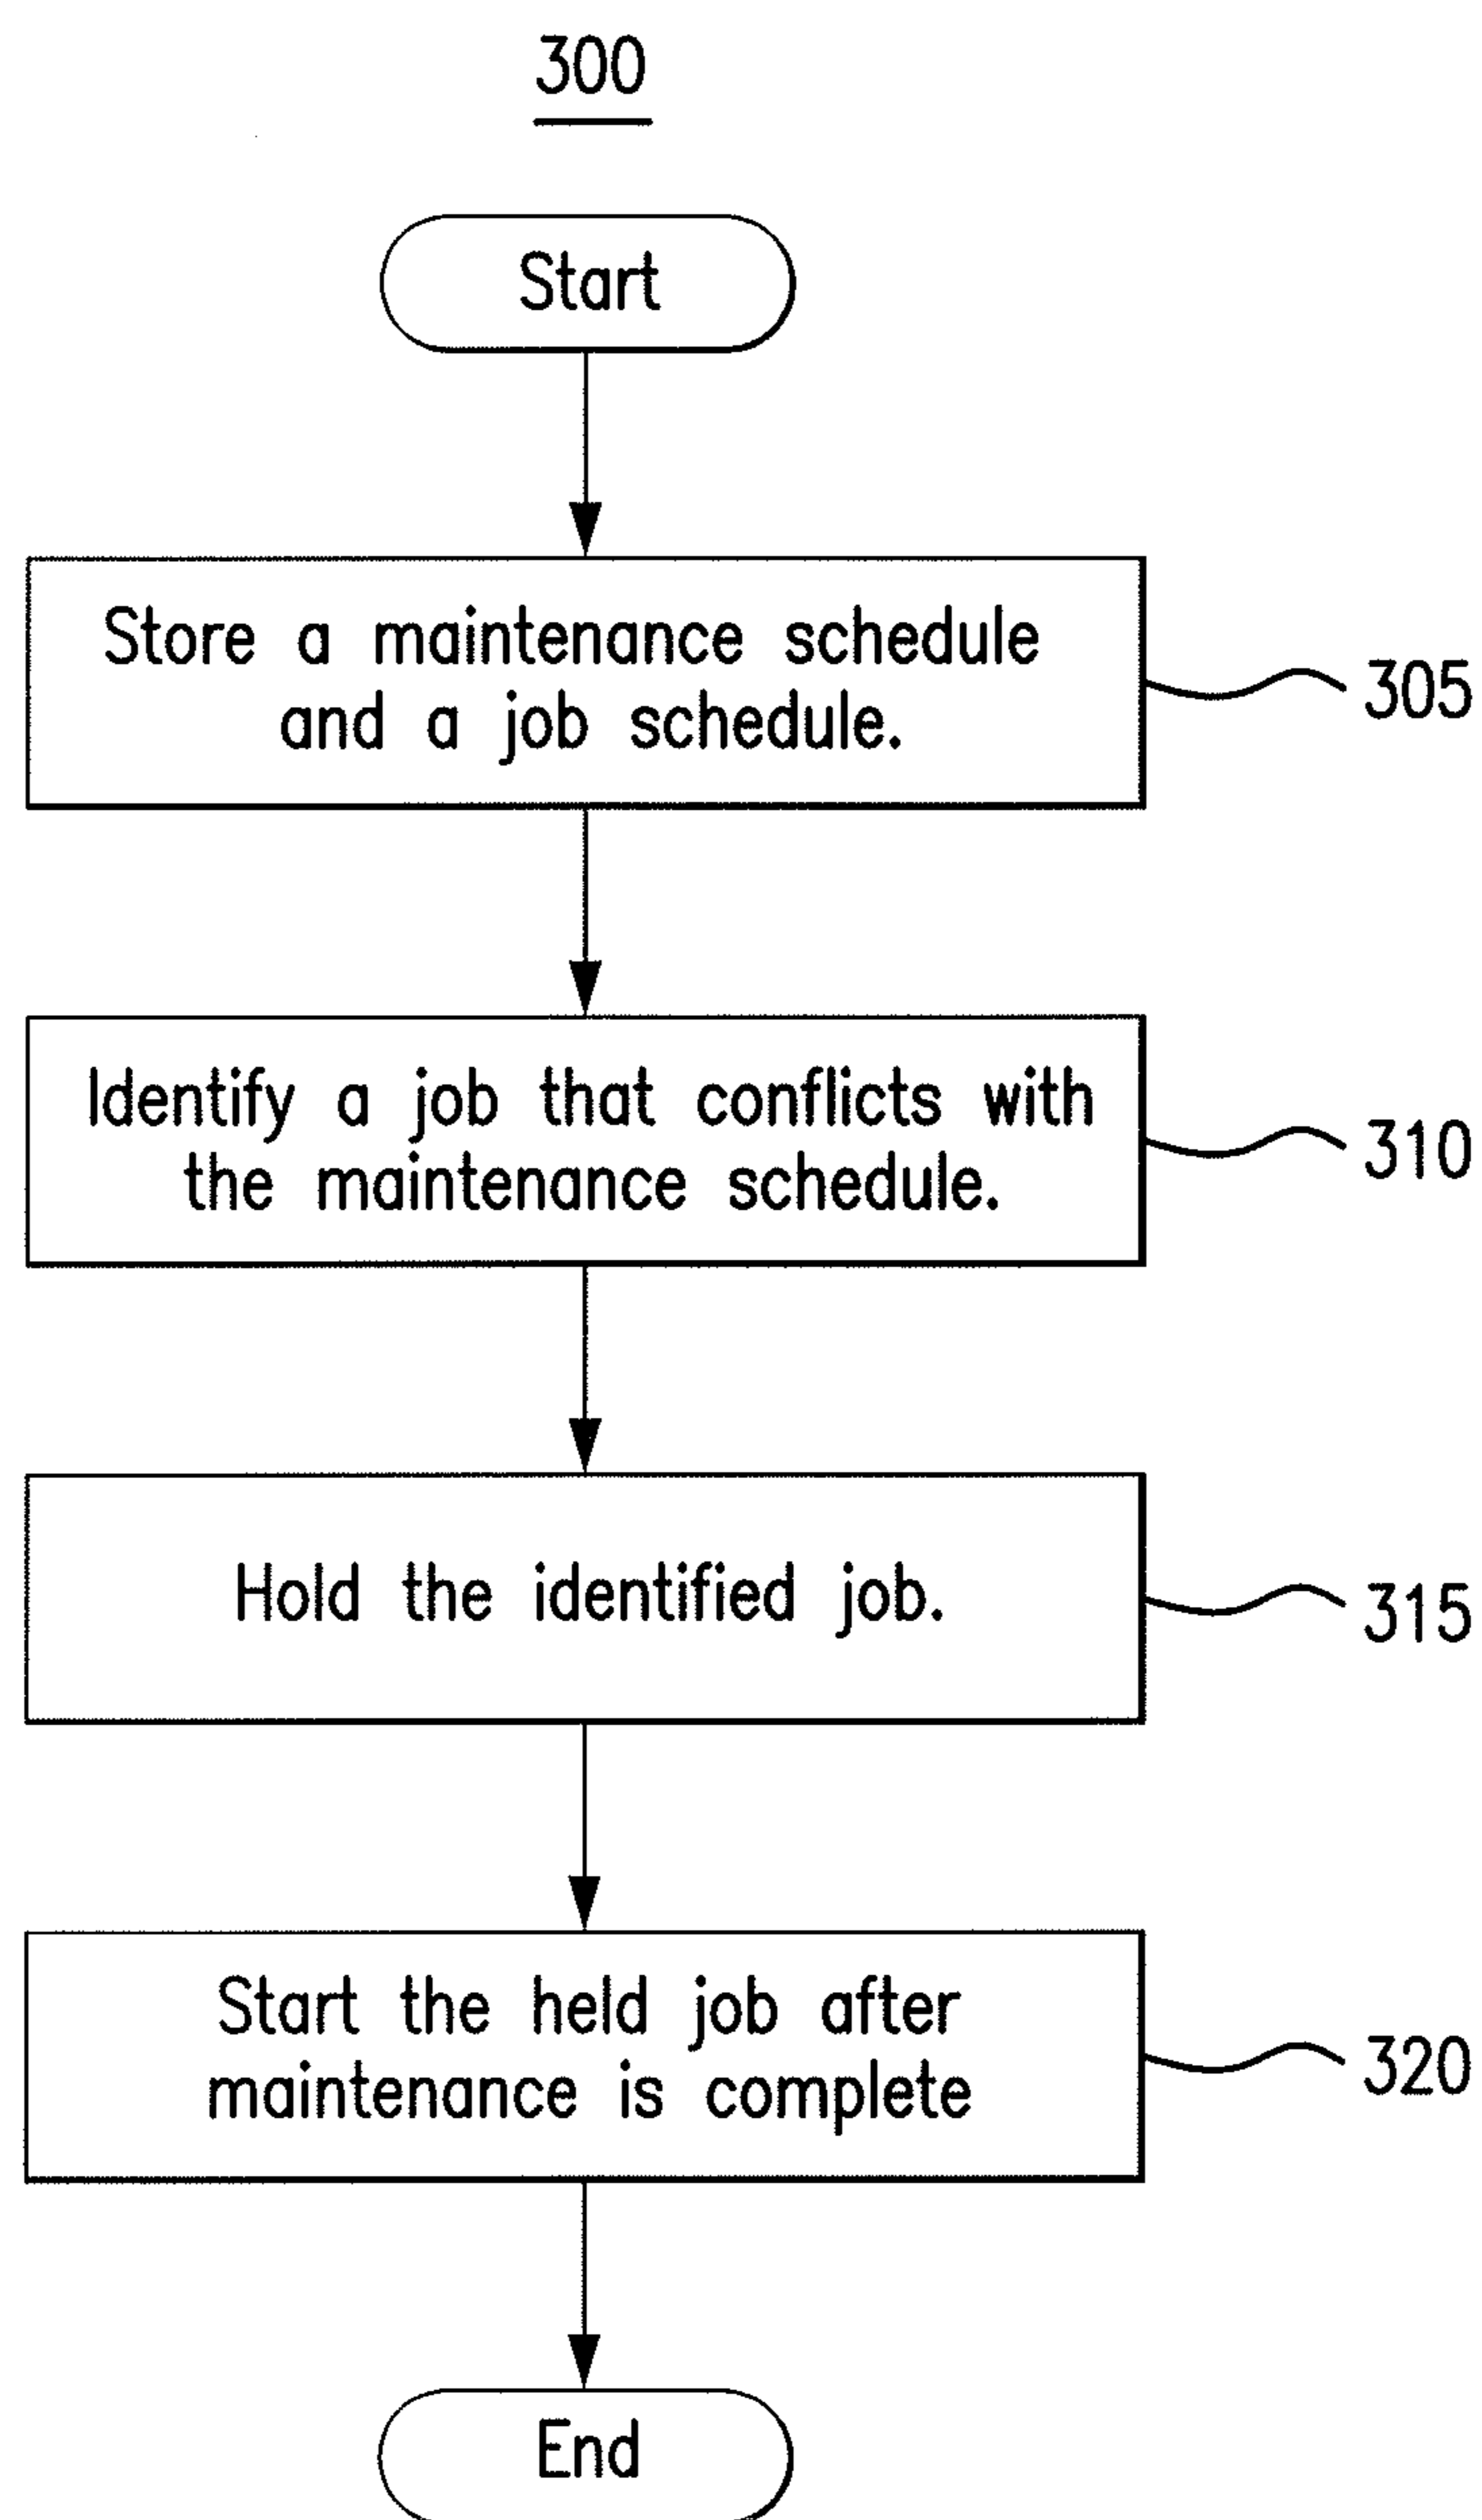 300
Start
Store a maintenance schedule
and a job schedule.
305
Identify a job that conflicts with
the maintenance schedule.
310
Hold the identified job.
315
Start the held job after
maintenance is complete
320
End